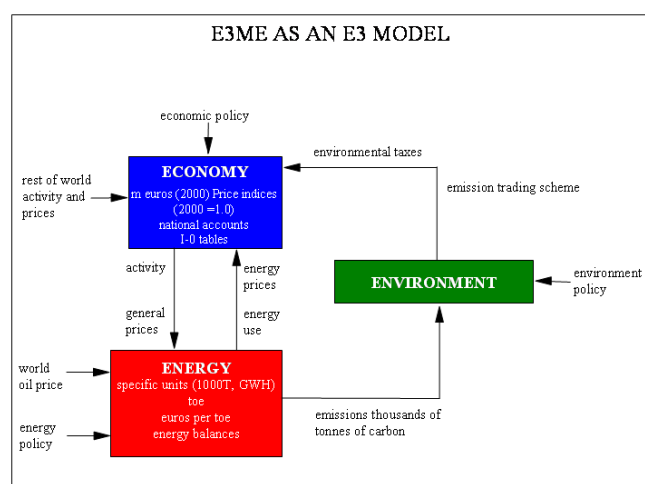 E3ME AS AN E3 MODEL
economic policy
environmental taxes
ECONOMY
m euros (2000) Price indices
(2000 =1.0)
national accounts
I-0 tables
rest of world
activity and
prices
emission trading scheme
activity
energy
prices
general
prices
energy
use
ENVIRONMENT
environment
policy
world
oil price
ENERGY
specific units (1000T, GWH)
toe
euros per toe
energy balances
energy
policy
emissions thousands of
tonnes of carbon